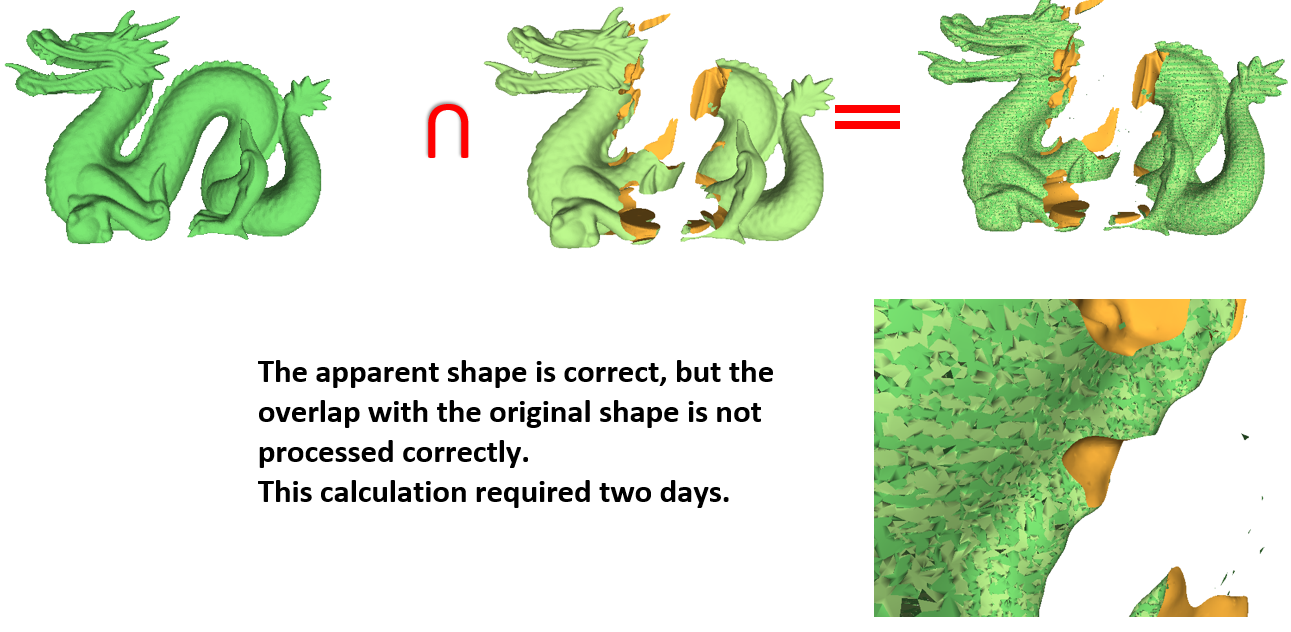 ∩
=
The apparent shape is correct, but the
overlap with the original shape is not
processed correctly.
This calculation required two days.